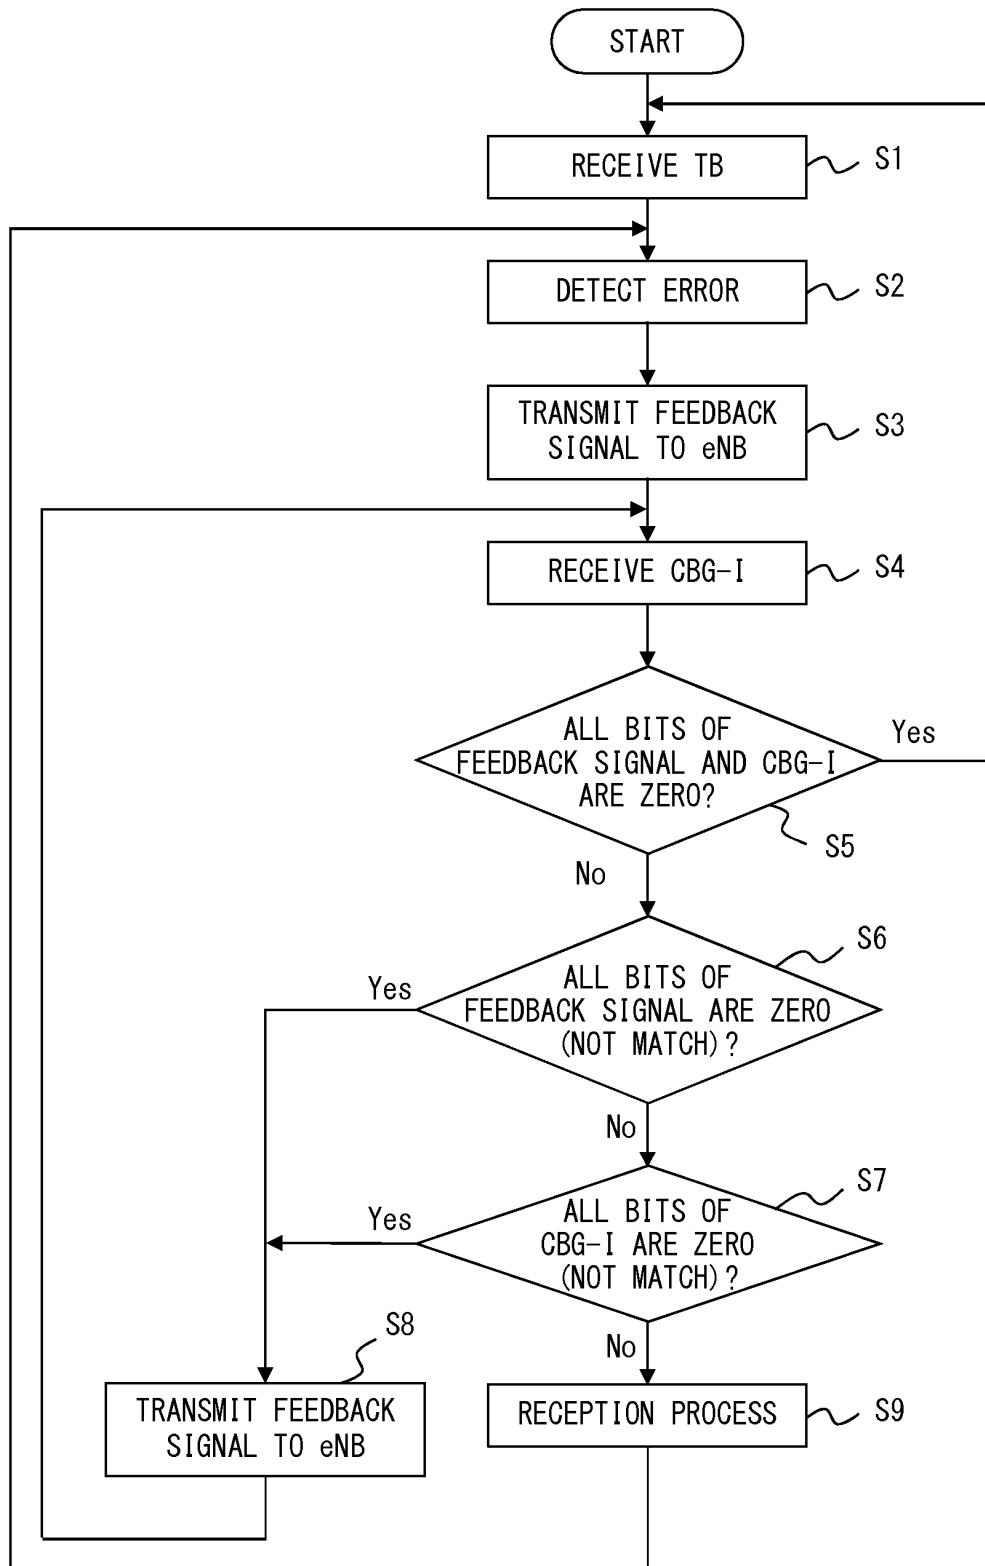 START
RECEIVE TB
S1
DETECT ERROR
S2
TRANSMIT FEEDBACK
SIGNAL TO eNB
S3
RECEIVE CBG-I
S4
ALL BITS OF
FEEDBACK SIGNAL AND CBG-I
ARE ZERO?
Yes
S5
No
S6
ALL BITS OF
FEEDBACK SIGNAL ARE ZERO
(NOT MATCH)?
Yes
No
S7
ALL BITS OF
CBG-I ARE ZERO
(NOT MATCH)?
Yes
No
S8
TRANSMIT FEEDBACK
SIGNAL TO eNB
RECEPTION PROCESS
S9